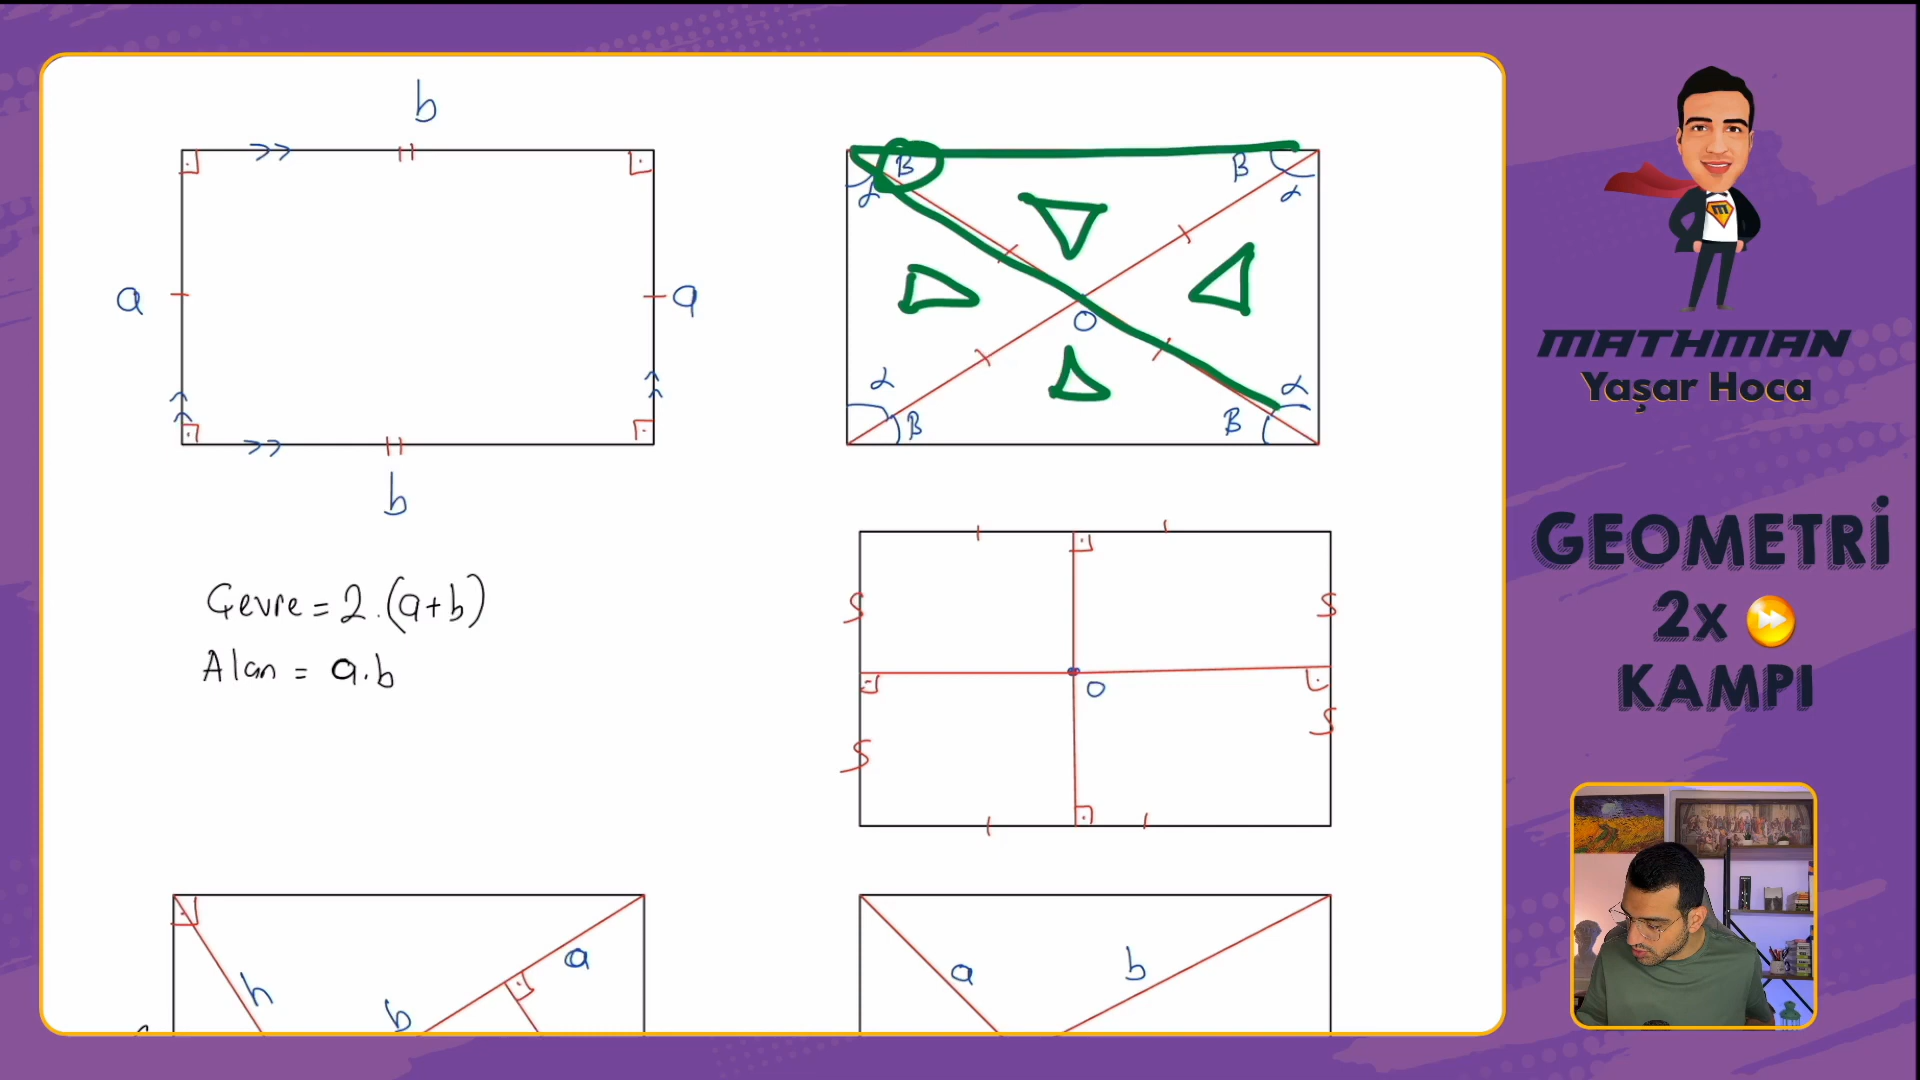 b
a
a
b
Çevre = 2.(a+b)
Alan = a.b
β
β
α
α
O
α
α
β
β
S
S
O
S
S
h
b
a
a
b
MATHMAN
Yaşar Hoca
GEOMETRİ
2x
KAMPI